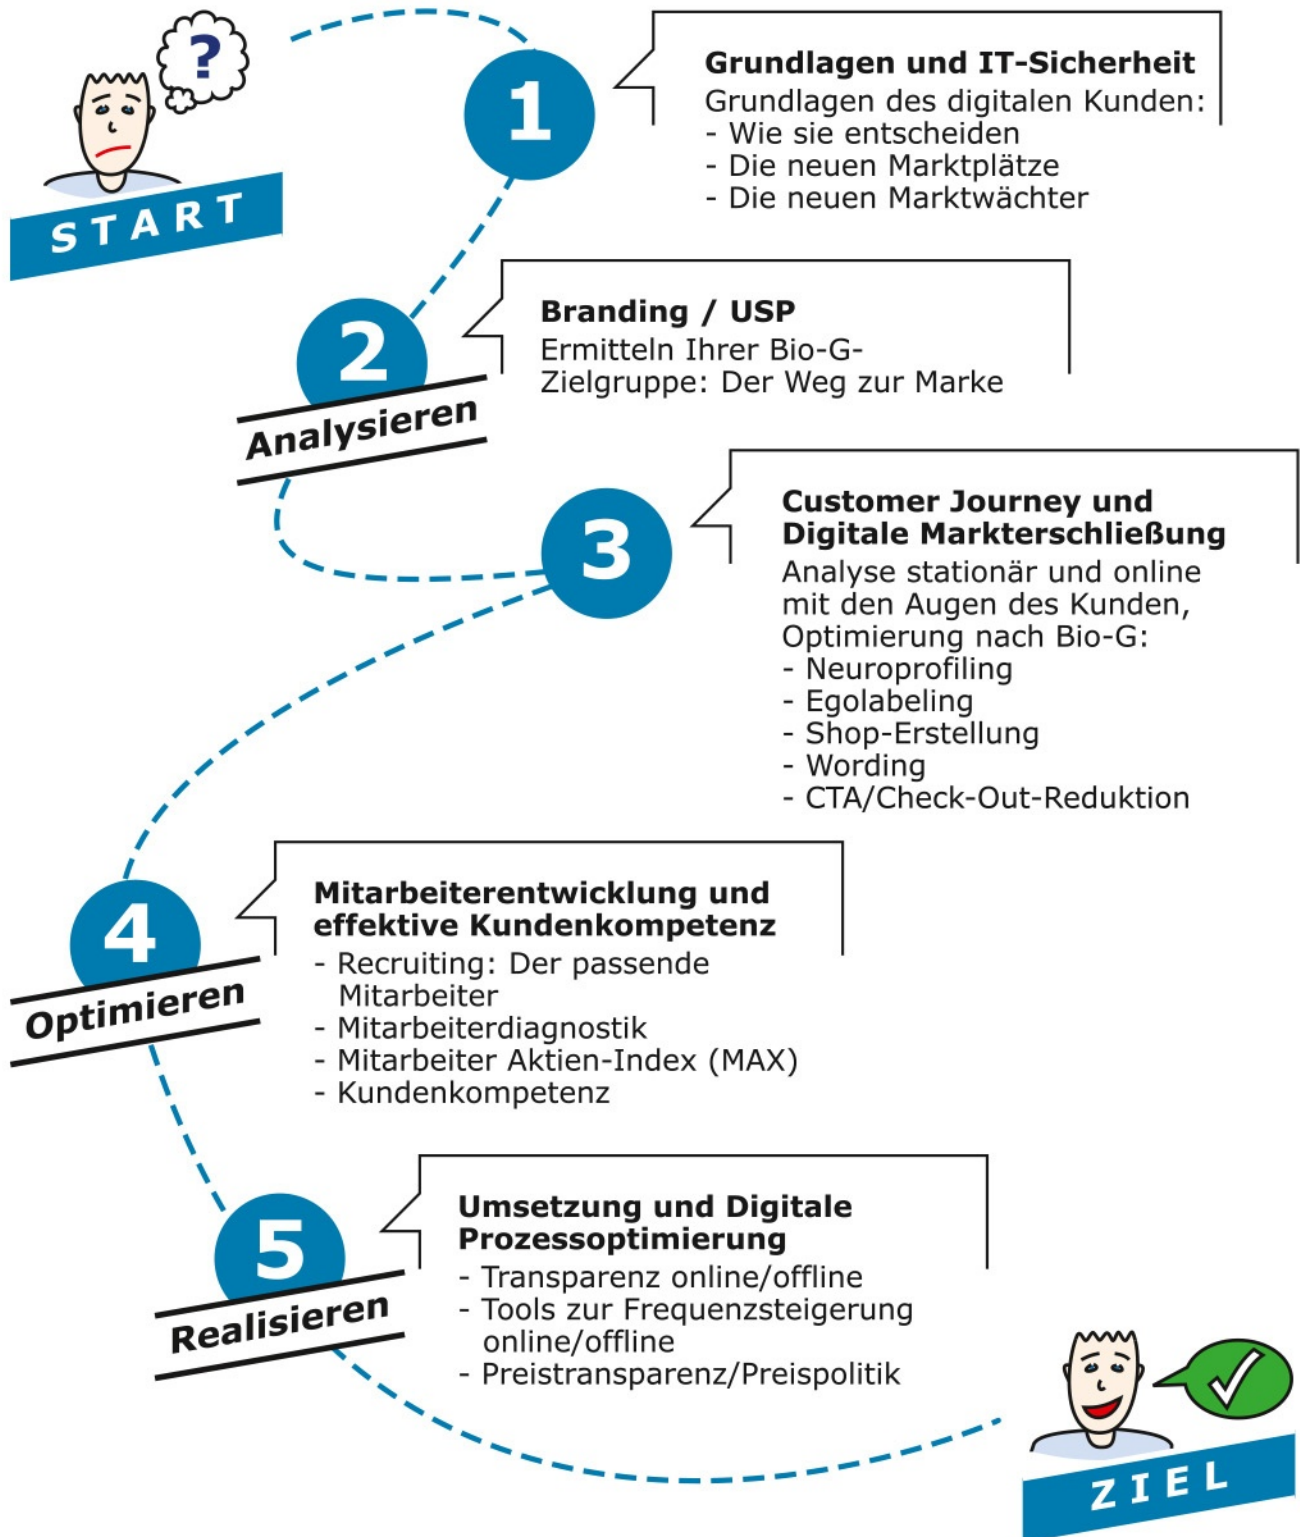 ?
START
1
Grundlagen und IT-Sicherheit
Grundlagen des digitalen Kunden:
- Wie sie entscheiden
- Die neuen Marktplätze
- Die neuen Marktwächter
2
Analysieren
Branding / USP
Ermitteln Ihrer Bio-G-
Zielgruppe: Der Weg zur Marke
3
Customer Journey und
Digitale Markterschließung
Analyse stationär und online
mit den Augen des Kunden,
Optimierung nach Bio-G:
- Neuroprofiling
- Egolabeling
- Shop-Erstellung
- Wording
- CTA/Check-Out-Reduktion
4
Optimieren
Mitarbeiterentwicklung und
effektive Kundenkompetenz
- Recruiting: Der passende
Mitarbeiter
- Mitarbeiterdiagnostik
- Mitarbeiter Aktien-Index (MAX)
- Kundenkompetenz
5
Realisieren
Umsetzung und Digitale
Prozessoptimierung
- Transparenz online/offline
- Tools zur Frequenzsteigerung
online/offline
- Preistransparenz/Preispolitik
ZIEL